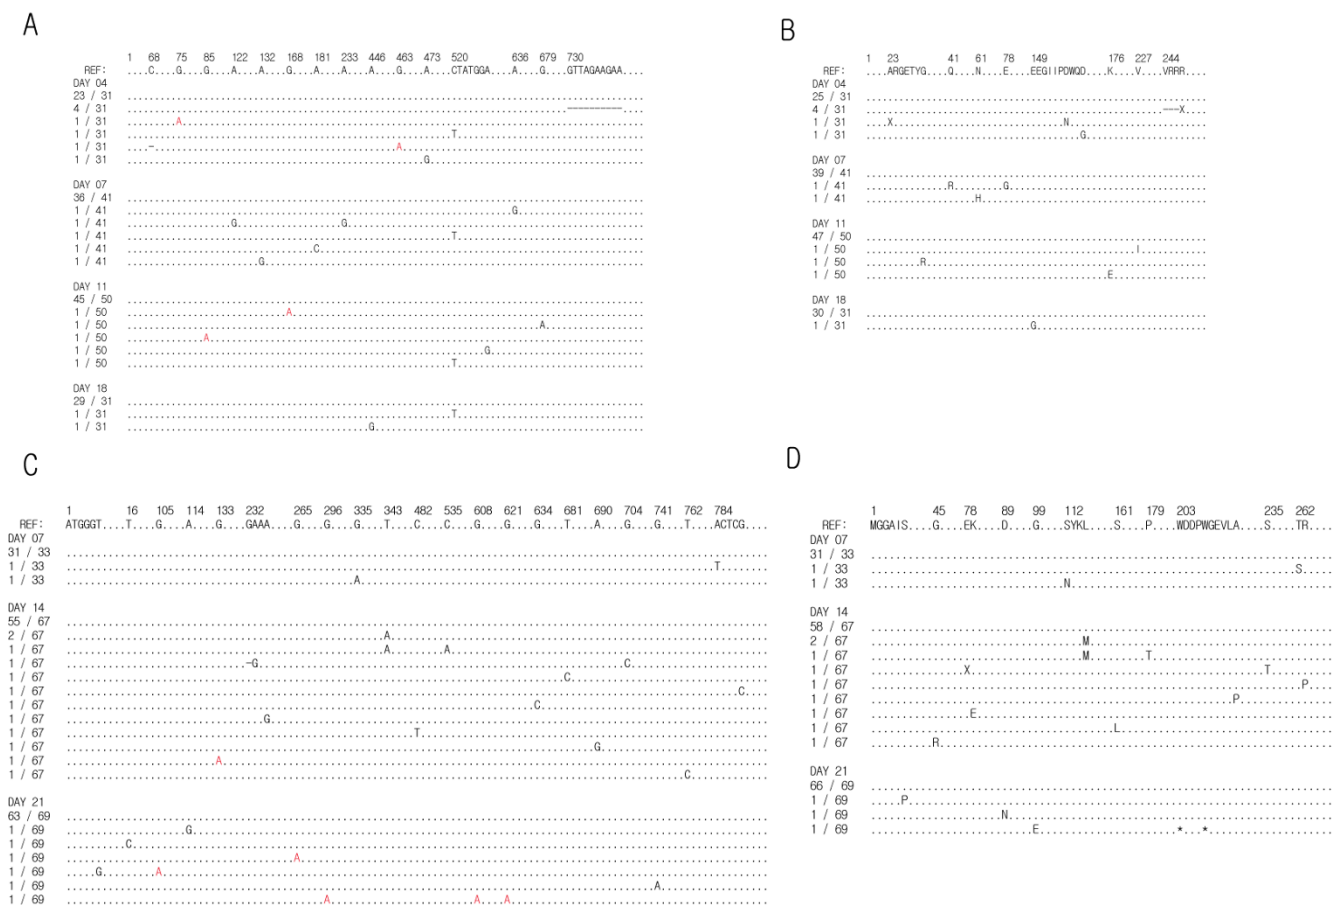 A
1 68 75 85 122 132 168 181 233 446 463 473 520 636 679 730
REF: ....C....G....G....A....A....G....A....A....A....G....A....CTATGGA....A....G....GTTAGAAGAA....
DAY 04
23 / 31 ....
4 / 31 ....----------....
1 / 31 ....A....
1 / 31 ....T....
1 / 31 ....-....A....
1 / 31 ....G....
DAY 07
36 / 41 ....
1 / 41 ....G....
1 / 41 ....G....G....
1 / 41 ....T....
1 / 41 ....C....
1 / 41 ....G....
DAY 11
45 / 50 ....
1 / 50 ....A....
1 / 50 ....A....
1 / 50 ....A....
1 / 50 ....G....
1 / 50 ....T....
DAY 18
29 / 31 ....
1 / 31 ....T....
1 / 31 ....G....
B
1 23 41 61 78 149 176 227 244
REF: ....ARGETYG....Q....N....E....EEGIIPDWQD....K....V....VRRR....
DAY 04
25 / 31 ....
4 / 31 ....---X....
1 / 31 ....X....N....
1 / 31 ....G....
DAY 07
39 / 41 ....
1 / 41 ....R....G....
1 / 41 ....H....
DAY 11
47 / 50 ....
1 / 50 ....I....
1 / 50 ....R....
1 / 50 ....E....
DAY 18
30 / 31 ....
1 / 31 ....G....
C
1 16 105 114 133 232 265 296 335 343 482 535 608 621 634 681 690 704 741 762 784
REF: ATGGGT....T....G....A....G....GAAA....G....G....G....T....C....C....G....G....G....T....A....G....G....T....ACTCG....
DAY 07
31 / 33 ....
1 / 33 ....T....
1 / 33 ....A....
DAY 14
55 / 67 ....
2 / 67 ....A....
1 / 67 ....A....A....
1 / 67 ....-G....C....
1 / 67 ....C....
1 / 67 ....C....
1 / 67 ....C....
1 / 67 ....G....
1 / 67 ....T....
1 / 67 ....G....
1 / 67 ....A....
1 / 67 ....C....
DAY 21
63 / 69 ....
1 / 69 ....G....
1 / 69 ....C....
1 / 69 ....A....
1 / 69 ....G....A....
1 / 69 ....A....
1 / 69 ....A....A....A....
D
1 45 78 89 99 112 161 179 203 235 262
REF: MGGAIS....G....EK....D....G....SYKL....S....P....WDDPWGEVLA....S....TR....
DAY 07
31 / 33 ....
1 / 33 ....S....
1 / 33 ....N....
DAY 14
58 / 67 ....
2 / 67 ....M....
1 / 67 ....M....T....
1 / 67 ....X....T....
1 / 67 ....P....
1 / 67 ....P....
1 / 67 ....E....
1 / 67 ....L....
1 / 67 ....R....
DAY 21
66 / 69 ....
1 / 69 ....P....
1 / 69 ....N....
1 / 69 ....E....*...*....